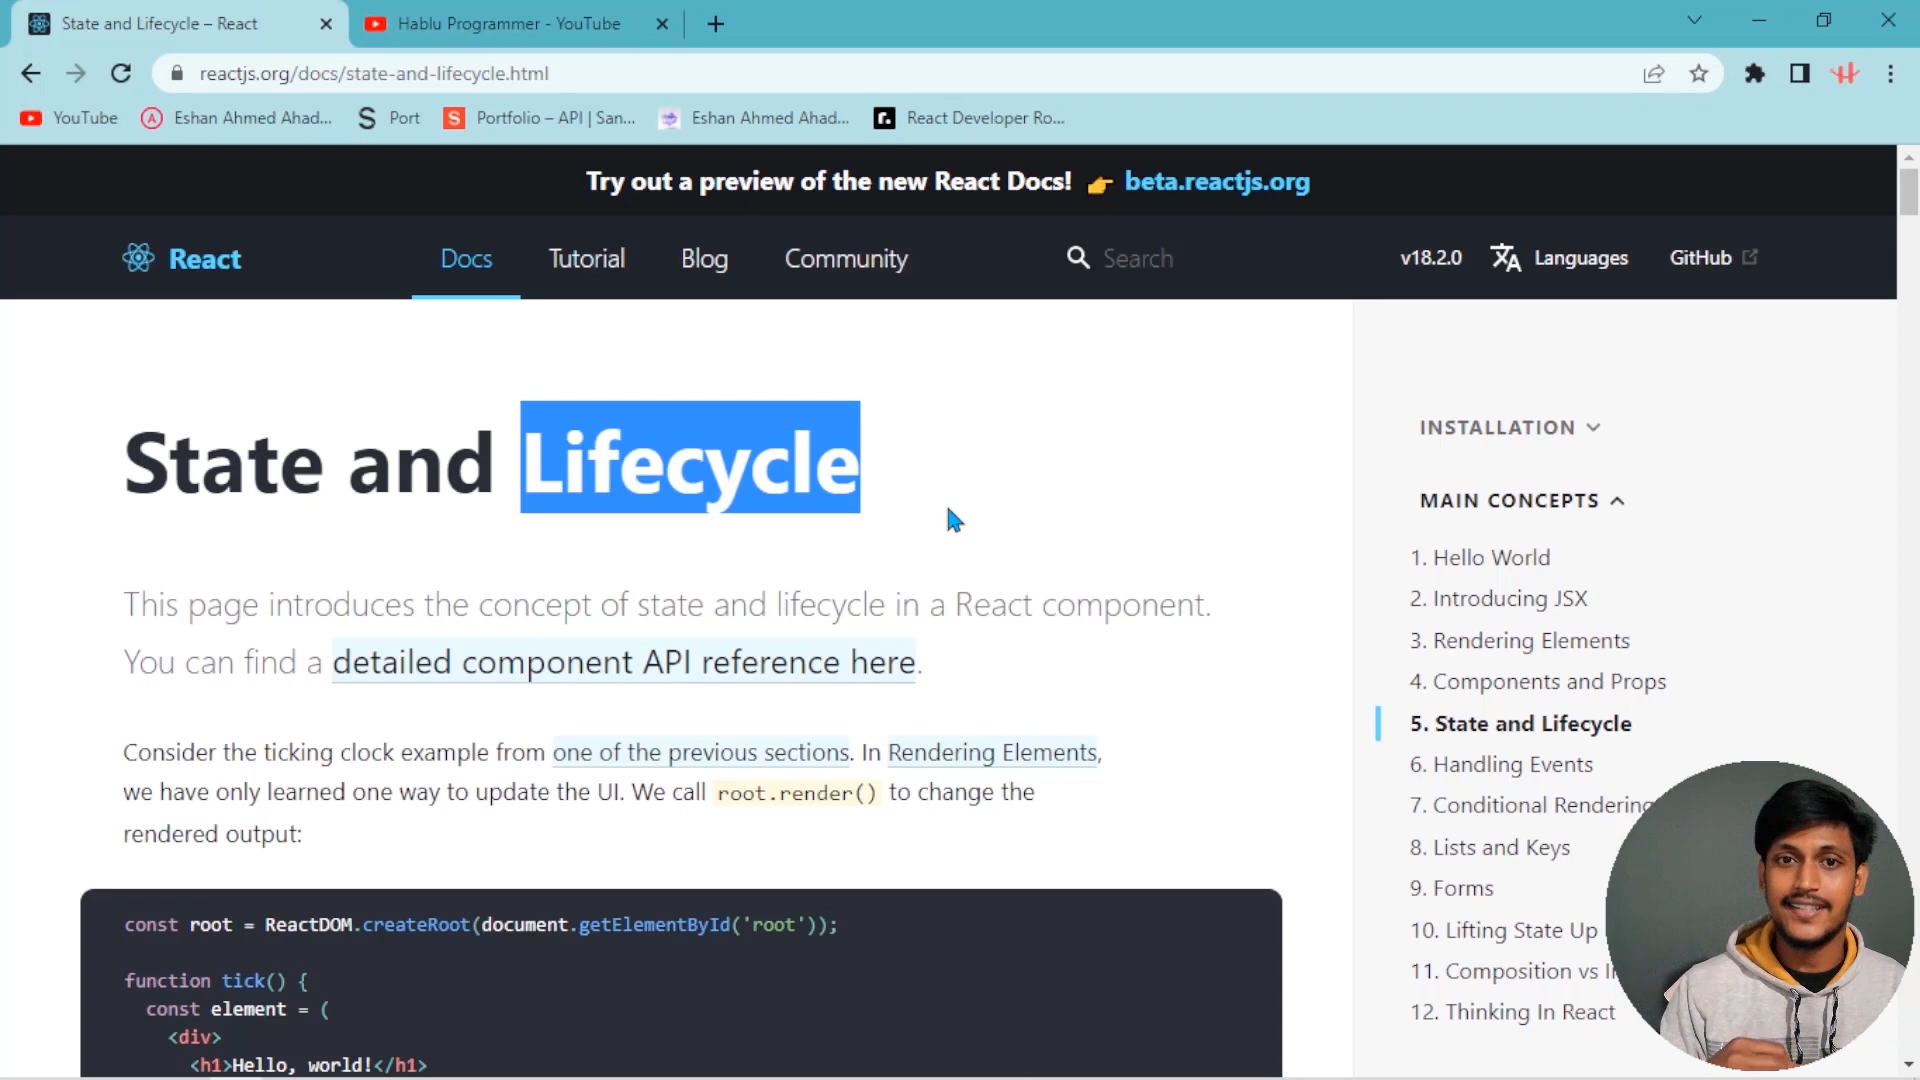 State and Lifecycle – React
Hablu Programmer - YouTube
reactjs.org/docs/state-and-lifecycle.html
YouTube
Eshan Ahmed Ahad...
Port
Portfolio – API | San...
Eshan Ahmed Ahad...
React Developer Ro...
Try out a preview of the new React Docs! 👉 beta.reactjs.org
React
Docs
Tutorial
Blog
Community
Search
v18.2.0
Languages
GitHub
State and Lifecycle
This page introduces the concept of state and lifecycle in a React component.
You can find a detailed component API reference here.
Consider the ticking clock example from one of the previous sections. In Rendering Elements,
we have only learned one way to update the UI. We call root.render() to change the
rendered output:
const root = ReactDOM.createRoot(document.getElementById('root'));
function tick() {
const element = (
<div>
<h1>Hello, world!</h1>
INSTALLATION
MAIN CONCEPTS
1. Hello World
2. Introducing JSX
3. Rendering Elements
4. Components and Props
5. State and Lifecycle
6. Handling Events
7. Conditional Rendering
8. Lists and Keys
9. Forms
10. Lifting State Up
11. Composition vs
12. Thinking In React